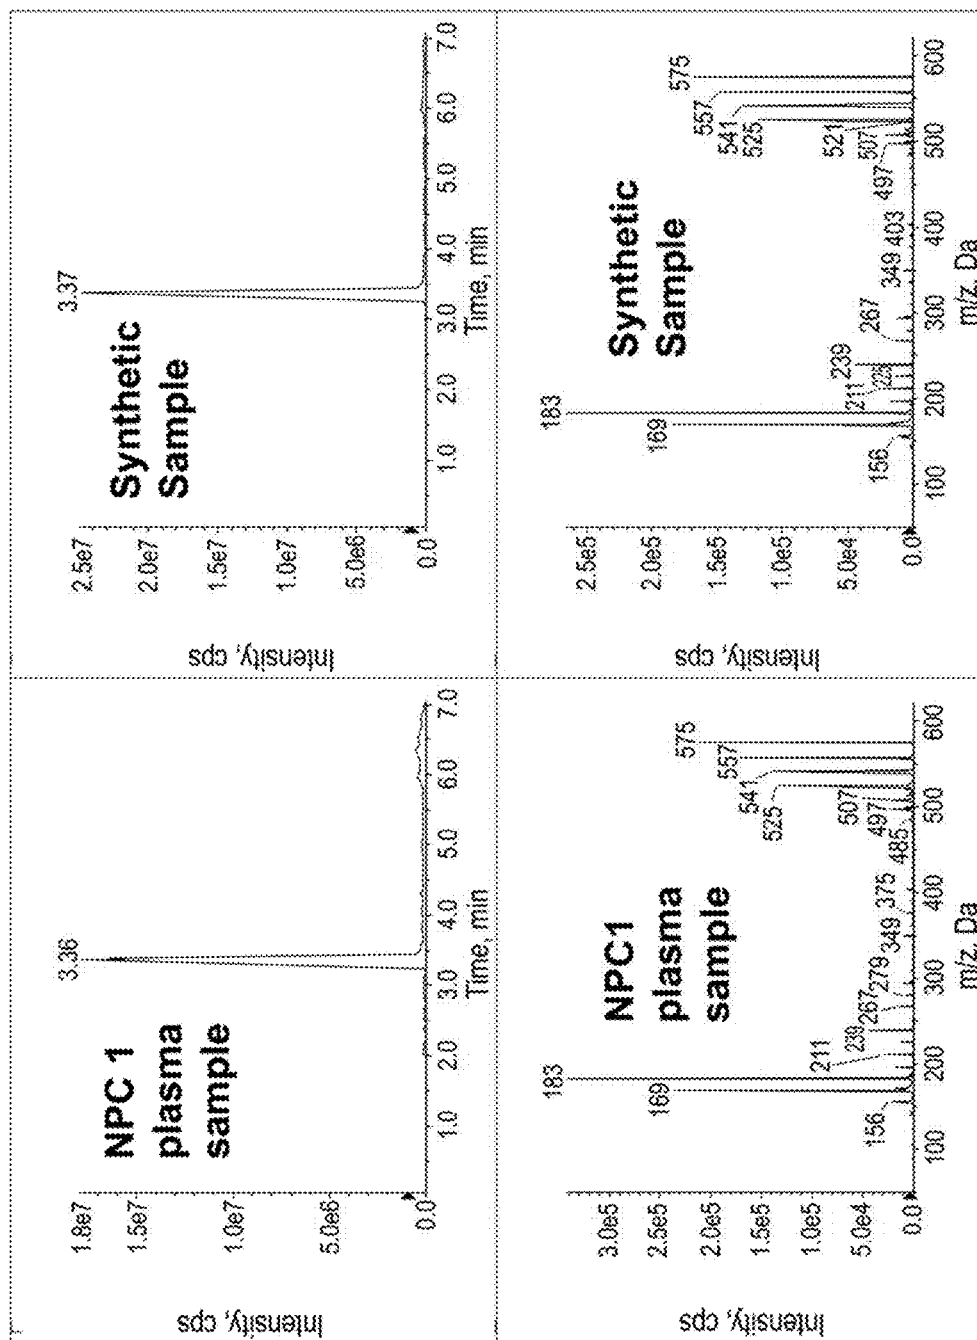 Intensity, cps
1.8e7
1.5e7
1.0e7
5.0e6
0.0
3.36
NPC 1
plasma
sample
1.0 2.0 3.0 4.0 5.0 6.0 7.0
Time, min
Intensity, cps
2.5e7
2.0e7
1.5e7
1.0e7
5.0e6
0.0
3.37
Synthetic
Sample
1.0 2.0 3.0 4.0 5.0 6.0 7.0
Time, min
Intensity, cps
3.0e5
2.5e5
2.0e5
1.5e5
5.0e4
0.0
NPC1
plasma
sample
156 169 183 211 239 267 279 349 375 485 497 507 525 541 557 575
100 200 300 400 500 600
m/z, Da
Intensity, cps
2.5e5
2.0e5
1.5e5
5.0e4
0.0
Synthetic
Sample
156 169 183 211 239 267 349 403 497 507 521 525 541 557 575
100 200 300 400 500 600
m/z, Da